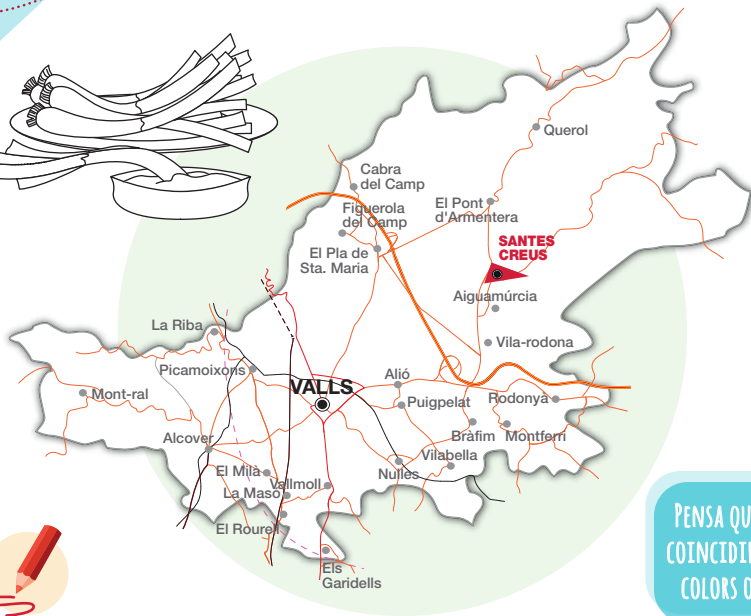 Querol
Cabra
del Camp
El Pont
d'Armentera
Figuerola
del Camp
SANTES
CREUS
El Pla de
Sta. Maria
Aiguamúrcia
La Riba
Vila-rodona
Picamoixons
Alió
VALLS
Mont-ral
Puigpelat
Rodonyà
Alcover
Bràfim
Montferri
Vilabella
El Milà
Nulles
Vallmoll
La Masó
El Rourell
Els
Garidells
PENSA QU
COINCIDI
COLORS O